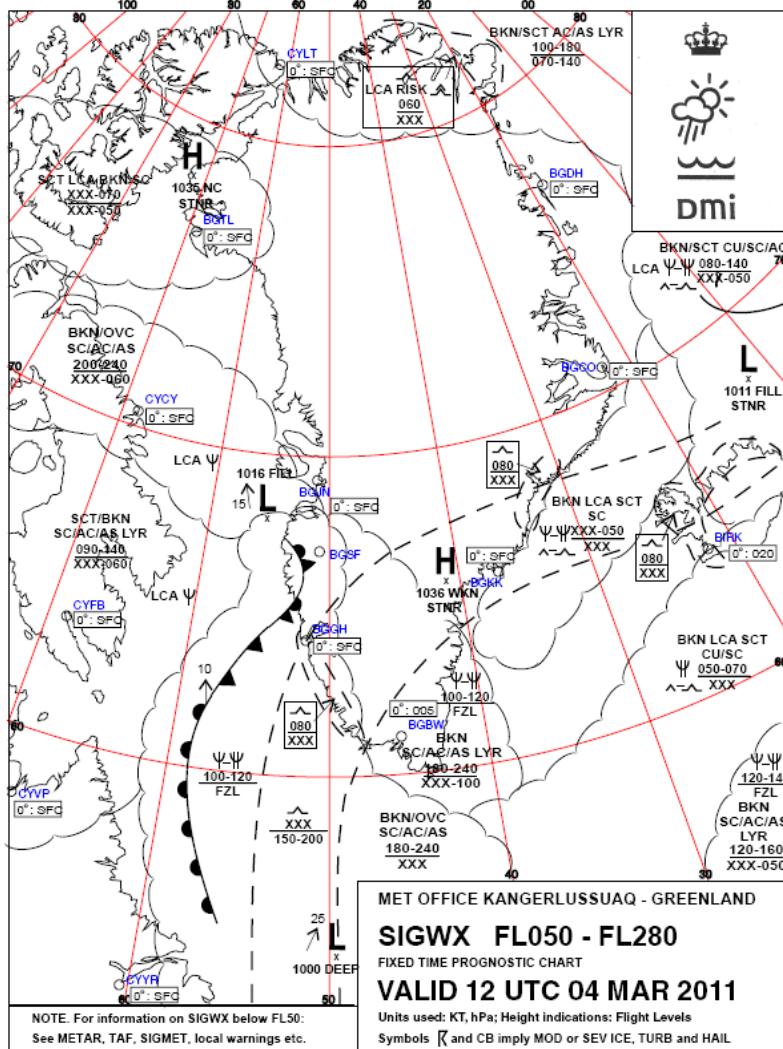 80
100
80
60
40
20
00
80
BKN/SCT AC/AS LYR
100-180
070-140
CYLT
0°: SFC
LCA RISK
060
XXX
DMI
H
1035 NC
STNR
SCT LCA BKN SC
XXX-070
XXX-050
BGTL
0°: SFC
BGDH
0°: SFC
BKN/SCT CU/SC/AC
LCA
080-140
XXX-050
70
BKN/OVC
SC/AC/AS
200-240
XXX-060
70
BGCO
0°: SFC
L
1011 FILL
STNR
CYCY
0°: SFC
LCA
1016 FILL
15
L
BGJN
0°: SFC
080
XXX
BKN LCA SCT
SC
XXX-050
XXX
SCT/BKN
SC/AC/AS LYR
090-140
XXX-060
BGSF
H
1036 WKN
STNR
0°: SFC
BGKK
080
XXX
BIRK
0°: 020
LCA
CYFB
0°: SFC
BGGH
0°: SFC
10
BKN LCA SCT
CU/SC
050-070
XXX
60
100-120
FZL
080
XXX
0°: 005
BGBW
BKN
SC/AC/AS LYR
180-240
XXX-100
60
100-120
FZL
CYVP
0°: SFC
XXX
150-200
BKN/OVC
SC/AC/AS
180-240
XXX
120-14
FZL
BKN
SC/AC/AS
LYR
120-160
XXX-050
40
30
25
L
1000 DEEP
CYYR
0°: SFC
60
50
MET OFFICE KANGERLUSSUAQ - GREENLAND
SIGWX FL050 - FL280
FIXED TIME PROGNOSTIC CHART
VALID 12 UTC 04 MAR 2011
Units used: KT, hPa; Height indications: Flight Levels
Symbols and CB imply MOD or SEV ICE, TURB and HAIL
NOTE. For information on SIGWX below FL50:
See METAR, TAF, SIGMET, local warnings etc.